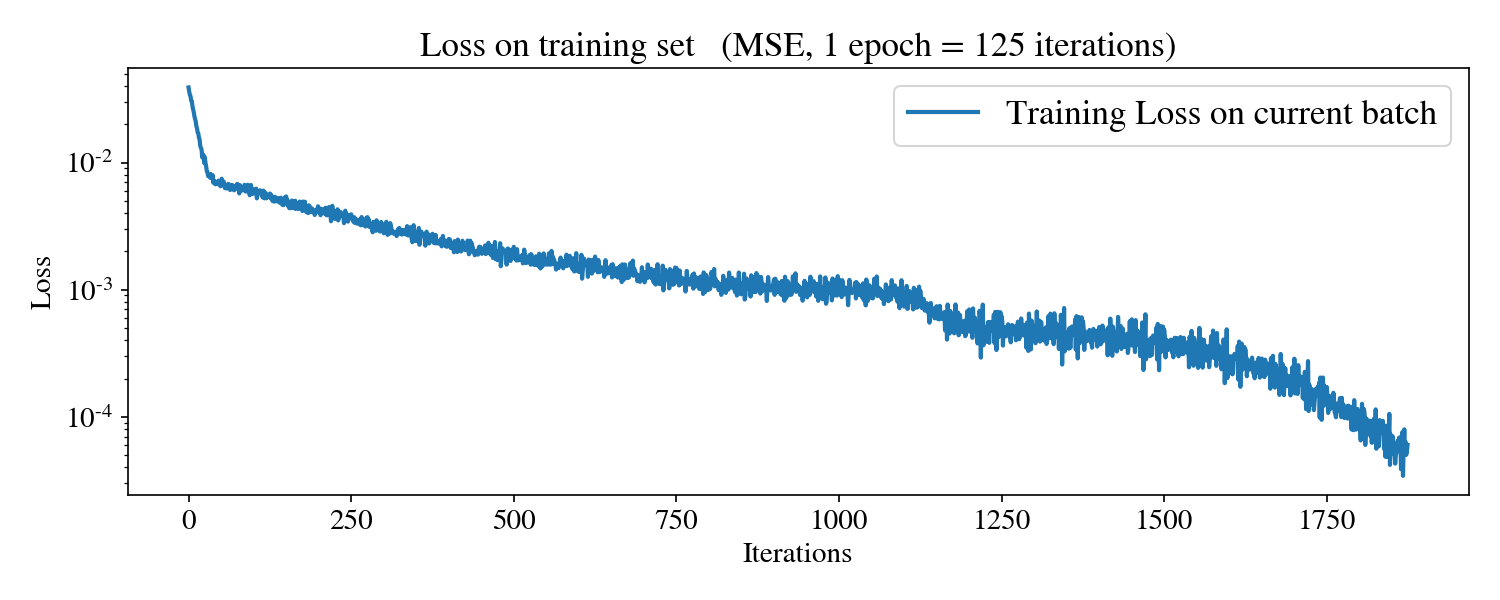 Loss on training set (MSE, 1 epoch = 125 iterations)
Training Loss on current batch
Loss
10-2
10-3
10-4
0 250 500 750 1000 1250 1500 1750
Iterations